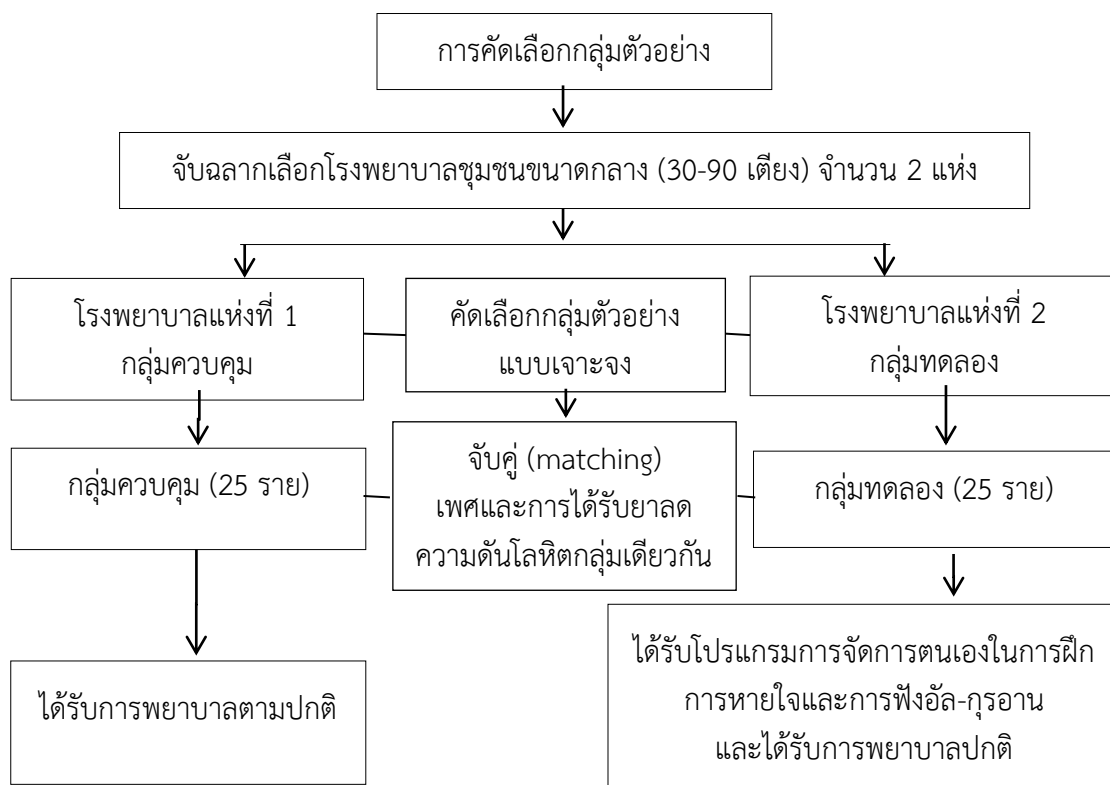 การคัดเลือกกลุ่มตัวอย่าง
จับฉลากเลือกโรงพยาบาลชุมชนขนาดกลาง (30-90 เตียง) จำนวน 2 แห่ง
โรงพยาบาลแห่งที่ 1
กลุ่มควบคุม
คัดเลือกกลุ่มตัวอย่าง
แบบเจาะจง
โรงพยาบาลแห่งที่ 2
กลุ่มทดลอง
กลุ่มควบคุม (25 ราย)
จับคู่ (matching)
เพศและการได้รับยาลด
ความดันโลหิตกลุ่มเดียวกัน
กลุ่มทดลอง (25 ราย)
ได้รับการพยาบาลตามปกติ
ได้รับโปรแกรมการจัดการตนเองในการฝึก
การหายใจและการฟังอัล-กุรอาน
และได้รับการพยาบาลปกติ